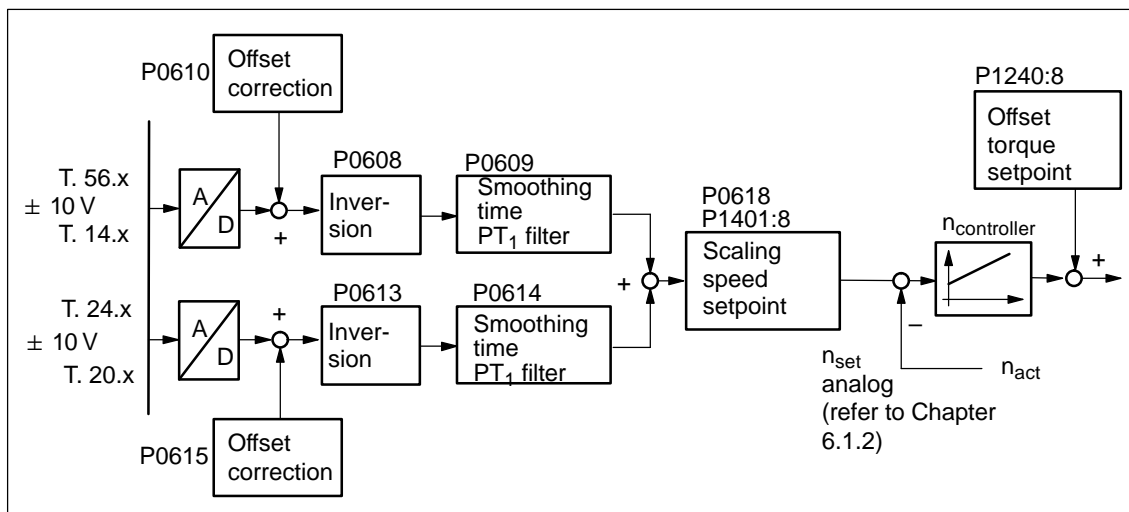 P0610
Offset
correction
P1240:8
Offset
torque
setpoint
T. 56.x
± 10 V
T. 14.x
A
D
+
P0608
Inver-
sion
P0609
Smoothing
time
PT1 filter
P0618
P1401:8
Scaling
speed
setpoint
+
ncontroller
+
−
T. 24.x
± 10 V
T. 20.x
A
D
+
P0613
Inver-
sion
P0614
Smoothing
time
PT1 filter
nset
analog
(refer to Chapter
6.1.2)
nact
P0615
Offset
correction